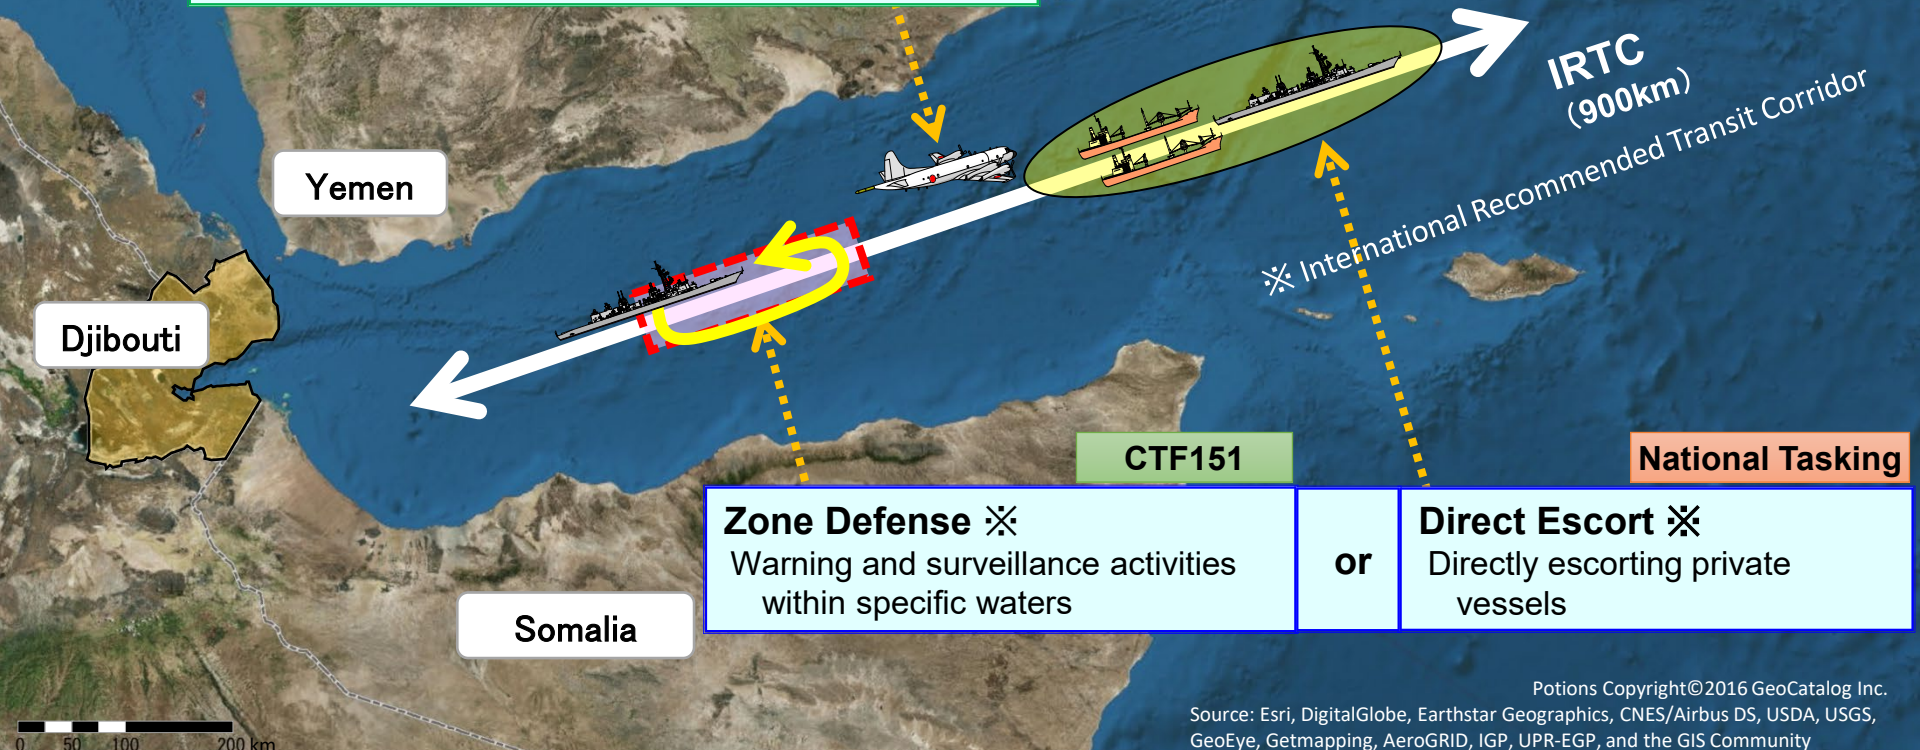 IRTC
（900km）
※ International Recommended Transit Corridor
Yemen
Djibouti
CTF151
National Tasking
Zone Defense ※
Warning and surveillance activities
within specific waters
or
Direct Escort ※
Directly escorting private
vessels
Somalia
Potions Copyright©2016 GeoCatalog Inc.
Source: Esri, DigitalGlobe, Earthstar Geographics, CNES/Airbus DS, USDA, USGS,
GeoEye, Getmapping, AeroGRID, IGP, UPR-EGP, and the GIS Community
0 50 100 200 km